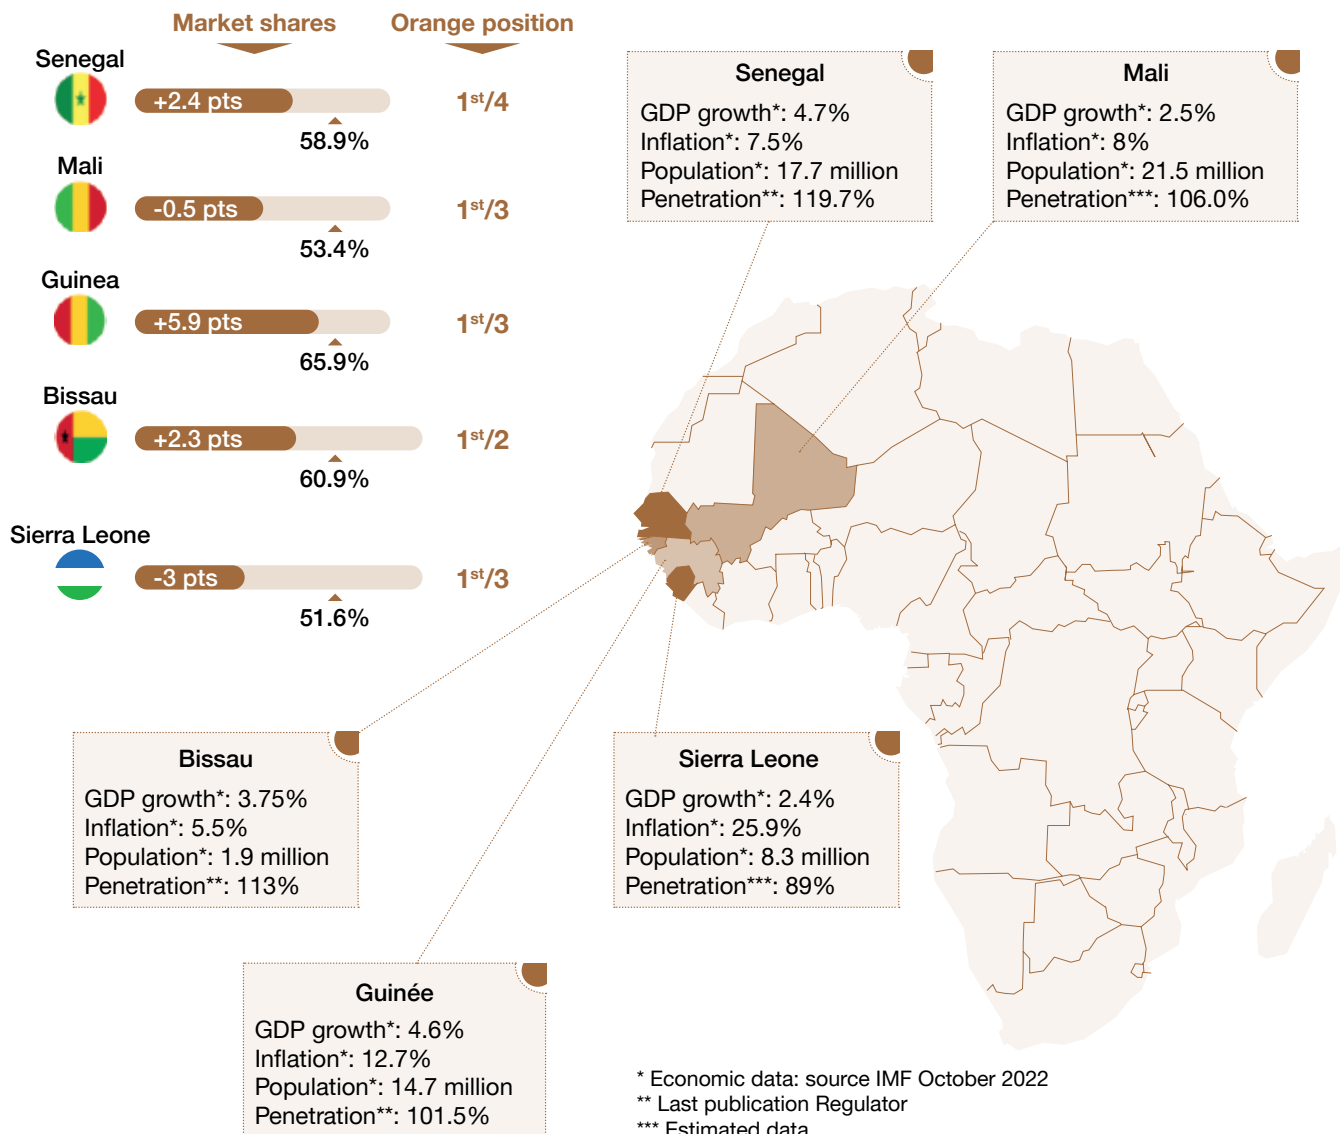 Market shares
Orange position
Senegal
+2.4 pts
58.9%
1st/4
Mali
-0.5 pts
53.4%
1st/3
Guinea
+5.9 pts
65.9%
1st/3
Bissau
+2.3 pts
60.9%
1st/2
Sierra Leone
-3 pts
51.6%
1st/3
Senegal
GDP growth*: 4.7%
Inflation*: 7.5%
Population*: 17.7 million
Penetration**: 119.7%
Mali
GDP growth*: 2.5%
Inflation*: 8%
Population*: 21.5 million
Penetration***: 106.0%
Bissau
GDP growth*: 3.75%
Inflation*: 5.5%
Population*: 1.9 million
Penetration**: 113%
Sierra Leone
GDP growth*: 2.4%
Inflation*: 25.9%
Population*: 8.3 million
Penetration***: 89%
Guinée
GDP growth*: 4.6%
Inflation*: 12.7%
Population*: 14.7 million
Penetration**: 101.5%
* Economic data: source IMF October 2022
** Last publication Regulator
*** Estimated data